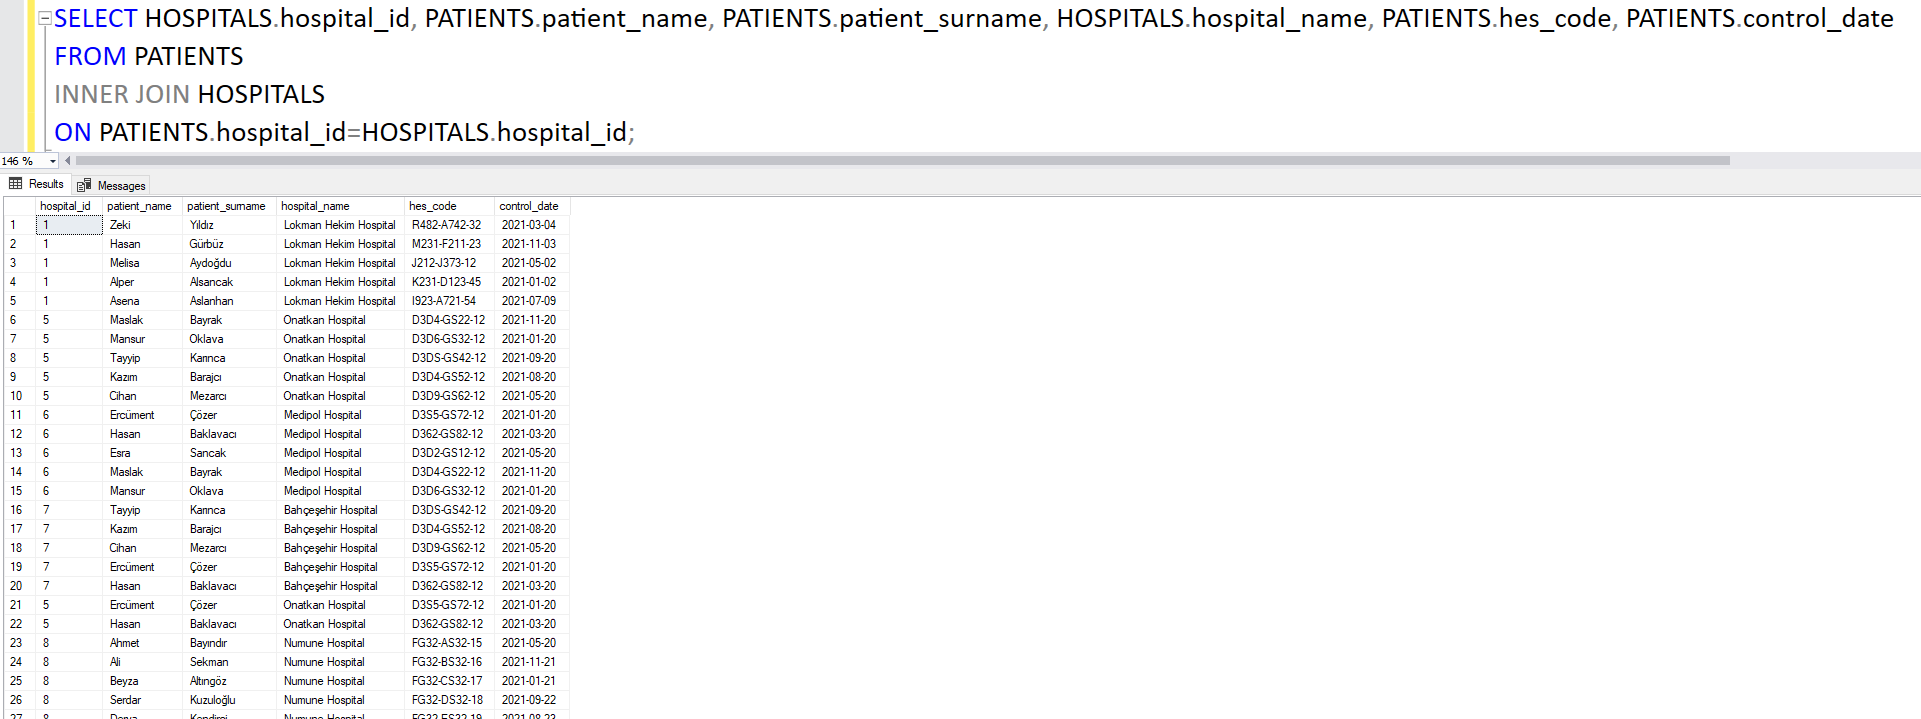 SELECT HOSPITALS.hospital_id, PATIENTS.patient_name, PATIENTS.patient_surname, HOSPITALS.hospital_name, PATIENTS.hes_code, PATIENTS.control_date
FROM PATIENTS
INNER JOIN HOSPITALS
ON PATIENTS.hospital_id=HOSPITALS.hospital_id;
146 %
Results Messages
hospital_id patient_name patient_surname hospital_name hes_code control_date
1 1 Zeki Yıldız Lokman Hekim Hospital R482-A742-32 2021-03-04
2 1 Hasan Gürbüz Lokman Hekim Hospital M231-F211-23 2021-11-03
3 1 Melisa Aydoğdu Lokman Hekim Hospital J212-J373-12 2021-05-02
4 1 Alper Alsancak Lokman Hekim Hospital K231-D123-45 2021-01-02
5 1 Asena Aslanhan Lokman Hekim Hospital I923-A721-54 2021-07-09
6 5 Maslak Bayrak Onatkan Hospital D3D4-GS22-12 2021-11-20
7 5 Mansur Oklava Onatkan Hospital D3D6-GS32-12 2021-01-20
8 5 Tayyip Karınca Onatkan Hospital D3DS-GS42-12 2021-09-20
9 5 Kazım Barajcı Onatkan Hospital D3D4-GS52-12 2021-08-20
10 5 Cihan Mezarcı Onatkan Hospital D3D9-GS62-12 2021-05-20
11 6 Ercüment Çözer Medipol Hospital D3S5-GS72-12 2021-01-20
12 6 Hasan Baklavacı Medipol Hospital D362-GS82-12 2021-03-20
13 6 Esra Sancak Medipol Hospital D3D2-GS12-12 2021-05-20
14 6 Maslak Bayrak Medipol Hospital D3D4-GS22-12 2021-11-20
15 6 Mansur Oklava Medipol Hospital D3D6-GS32-12 2021-01-20
16 7 Tayyip Karınca Bahçeşehir Hospital D3DS-GS42-12 2021-09-20
17 7 Kazım Barajcı Bahçeşehir Hospital D3D4-GS52-12 2021-08-20
18 7 Cihan Mezarcı Bahçeşehir Hospital D3D9-GS62-12 2021-05-20
19 7 Ercüment Çözer Bahçeşehir Hospital D3S5-GS72-12 2021-01-20
20 7 Hasan Baklavacı Bahçeşehir Hospital D362-GS82-12 2021-03-20
21 5 Ercüment Çözer Onatkan Hospital D3S5-GS72-12 2021-01-20
22 5 Hasan Baklavacı Onatkan Hospital D362-GS82-12 2021-03-20
23 8 Ahmet Bayındır Numune Hospital FG32-AS32-15 2021-05-20
24 8 Ali Sekman Numune Hospital FG32-BS32-16 2021-11-21
25 8 Beyza Altıngöz Numune Hospital FG32-CS32-17 2021-01-21
26 8 Serdar Kuzuloğlu Numune Hospital FG32-DS32-18 2021-09-22
27 8 Derya Numune Hospital FG32-ES32-19 2021-08-23